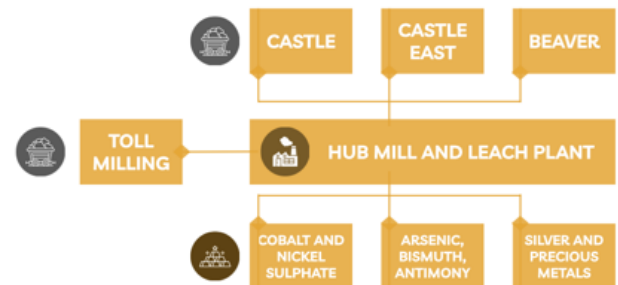 CASTLE
CASTLE
EAST
BEAVER
TOLL
MILLING
HUB MILL AND LEACH PLANT
COBALT AND
NICKEL
SULPHATE
ARSENIC,
BISMUTH,
ANTIMONY
SILVER AND
PRECIOUS
METALS